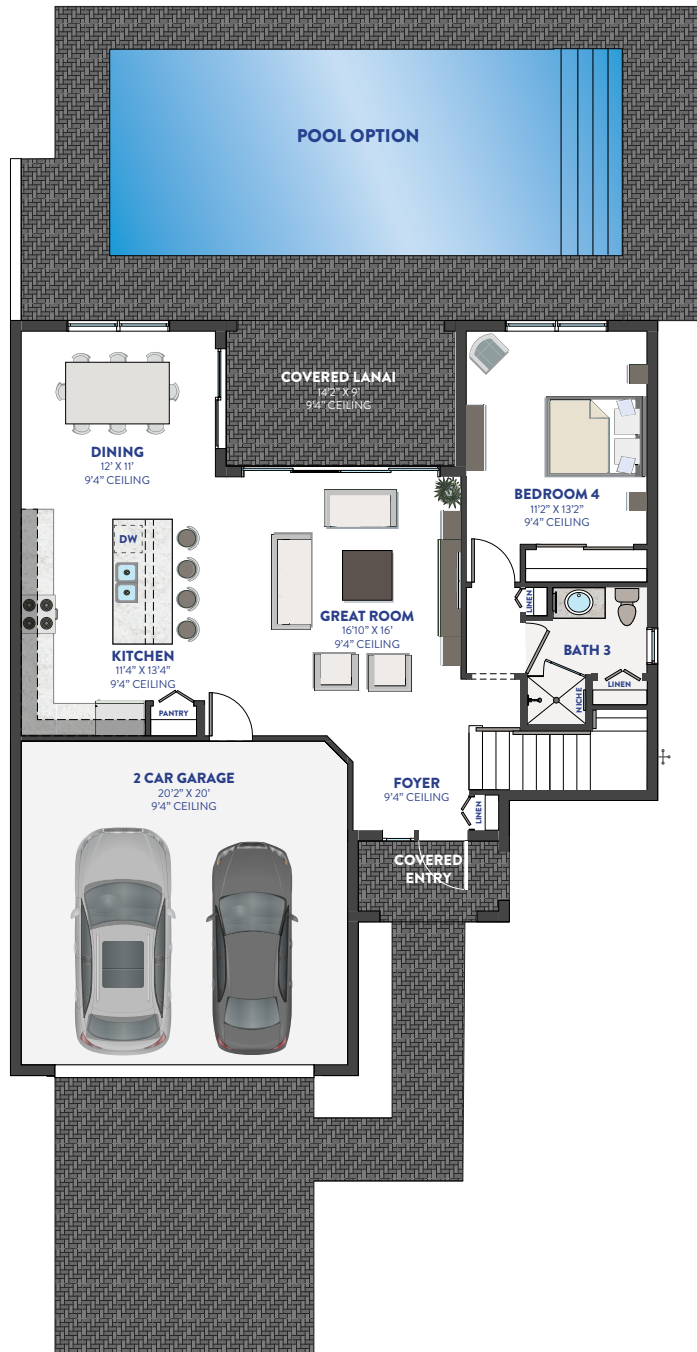 POOL OPTION
COVERED LANAI
14'2" X 9'
9'4" CEILING
DINING
12' X 11'
9'4" CEILING
BEDROOM 4
11'2" X 13'2"
9'4" CEILING
DW
LINEN
GREAT ROOM
16'10" X 16'
9'4" CEILING
BATH 3
KITCHEN
11'4" X 13'4"
9'4" CEILING
LINEN
NICHE
PANTRY
2 CAR GARAGE
20'2" X 20'
9'4" CEILING
FOYER
9'4" CEILING
LINEN
COVERED
ENTRY